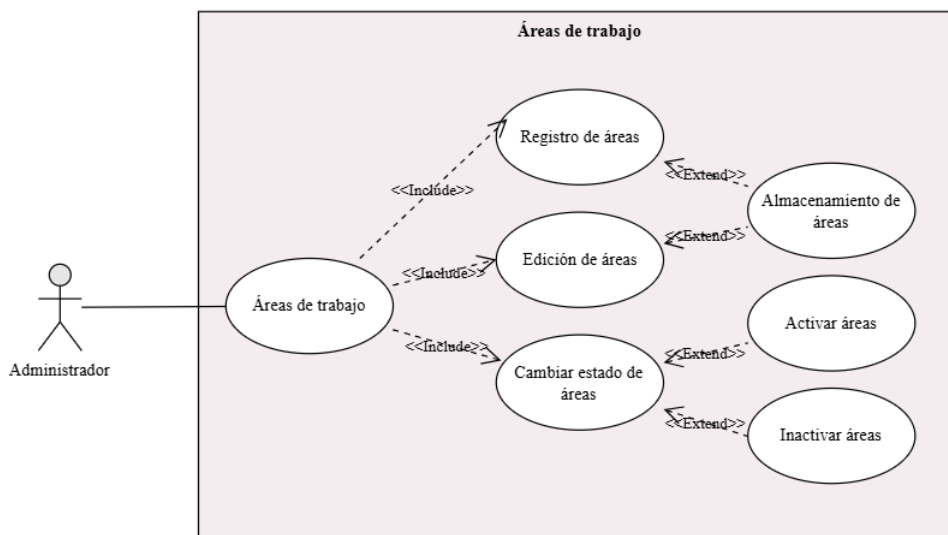 Áreas de trabajo
Registro de áreas
<<Include>>
<<Extend>>
Almacenamiento de
áreas
<<Extend>>
Edición de áreas
<<Include>>
Áreas de trabajo
Administrador
<<Include>>
Cambiar estado de
áreas
Activar áreas
<<Extend>>
<<Extend>>
Inactivar áreas